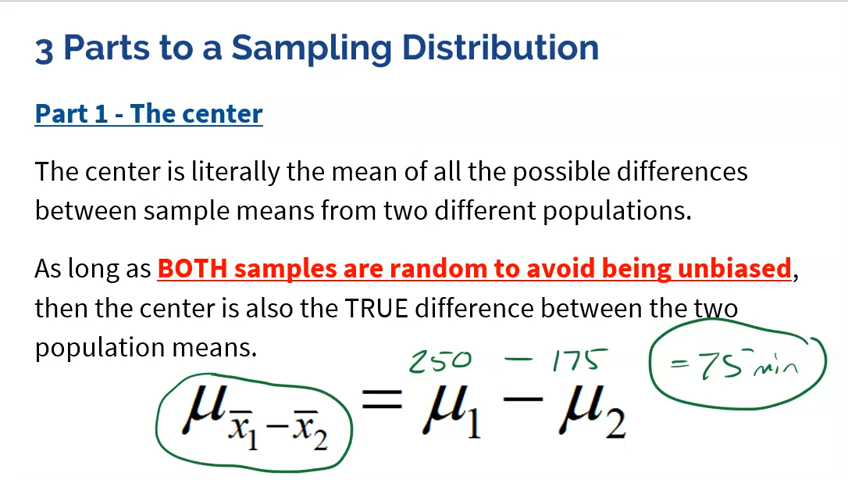 3 Parts to a Sampling Distribution
Part 1 - The center
The center is literally the mean of all the possible differences
between sample means from two different populations.
As long as BOTH samples are random to avoid being unbiased,
then the center is also the TRUE difference between the two
population means.
250 − 175 = 75 min
μx̅₁−x̅₂ = μ₁ − μ₂